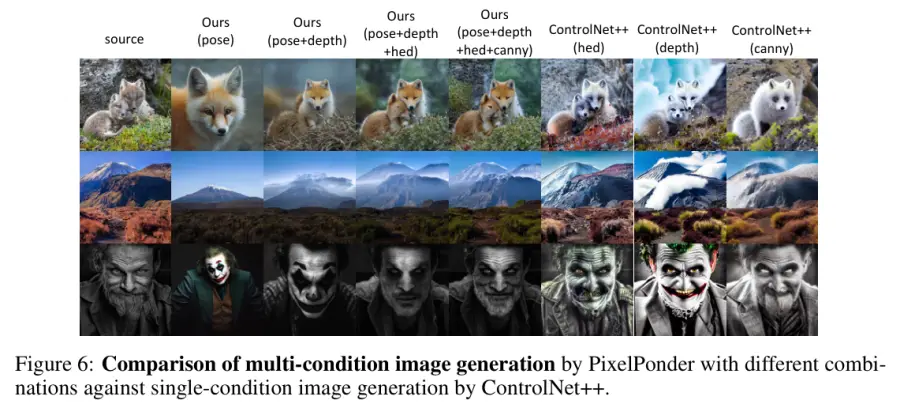 source
Ours
(pose)
Ours
(pose+depth)
Ours
(pose+depth
+hed)
Ours
(pose+depth
+hed+canny)
ControlNet++
(hed)
ControlNet++
(depth)
ControlNet++
(canny)
Figure 6: Comparison of multi-condition image generation by PixelPonder with different combi-
nations against single-condition image generation by ControlNet++.